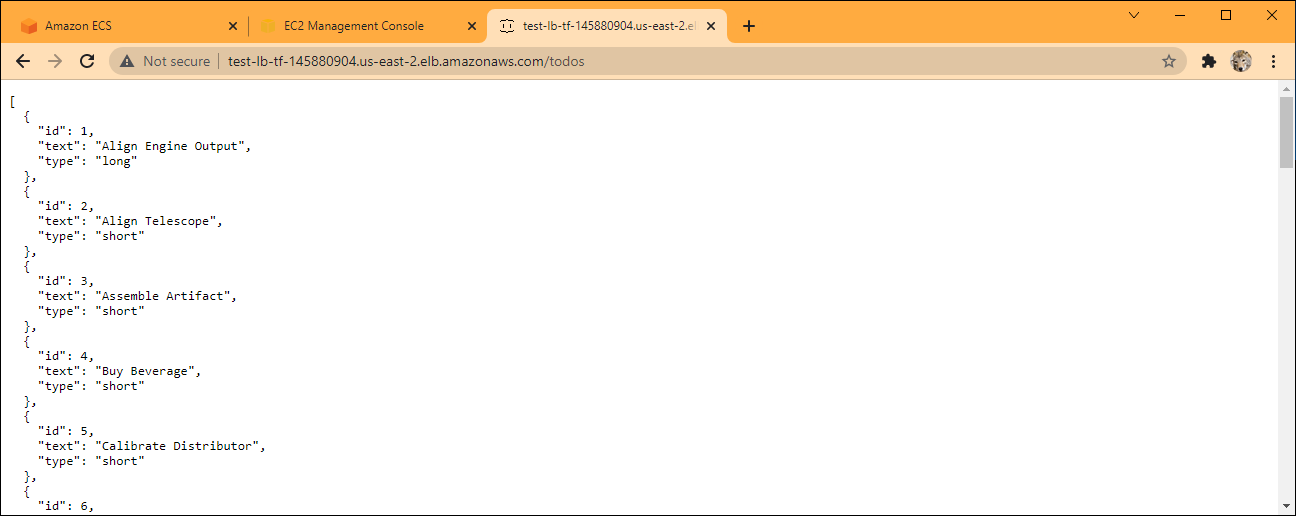 Amazon ECS
EC2 Management Console
test-lb-tf-145880904.us-east-2.el
Not secure
test-lb-tf-145880904.us-east-2.elb.amazonaws.com/todos
[
  {
    "id": 1,
    "text": "Align Engine Output",
    "type": "long"
  },
  {
    "id": 2,
    "text": "Align Telescope",
    "type": "short"
  },
  {
    "id": 3,
    "text": "Assemble Artifact",
    "type": "short"
  },
  {
    "id": 4,
    "text": "Buy Beverage",
    "type": "short"
  },
  {
    "id": 5,
    "text": "Calibrate Distributor",
    "type": "short"
  },
  {
    "id": 6,